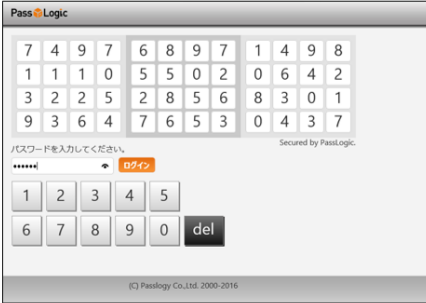 PassLogic
7 4 9 7 6 8 9 7 1 4 9 8
1 1 1 0 5 5 0 2 0 6 4 2
3 2 2 5 2 8 5 6 8 3 0 1
9 3 6 4 7 6 5 3 0 4 3 7
Secured by PassLogic.
パスワードを入力してください。
ログイン
1 2 3 4 5
6 7 8 9 0 del
(C) Passlogy Co.,Ltd. 2000-2016